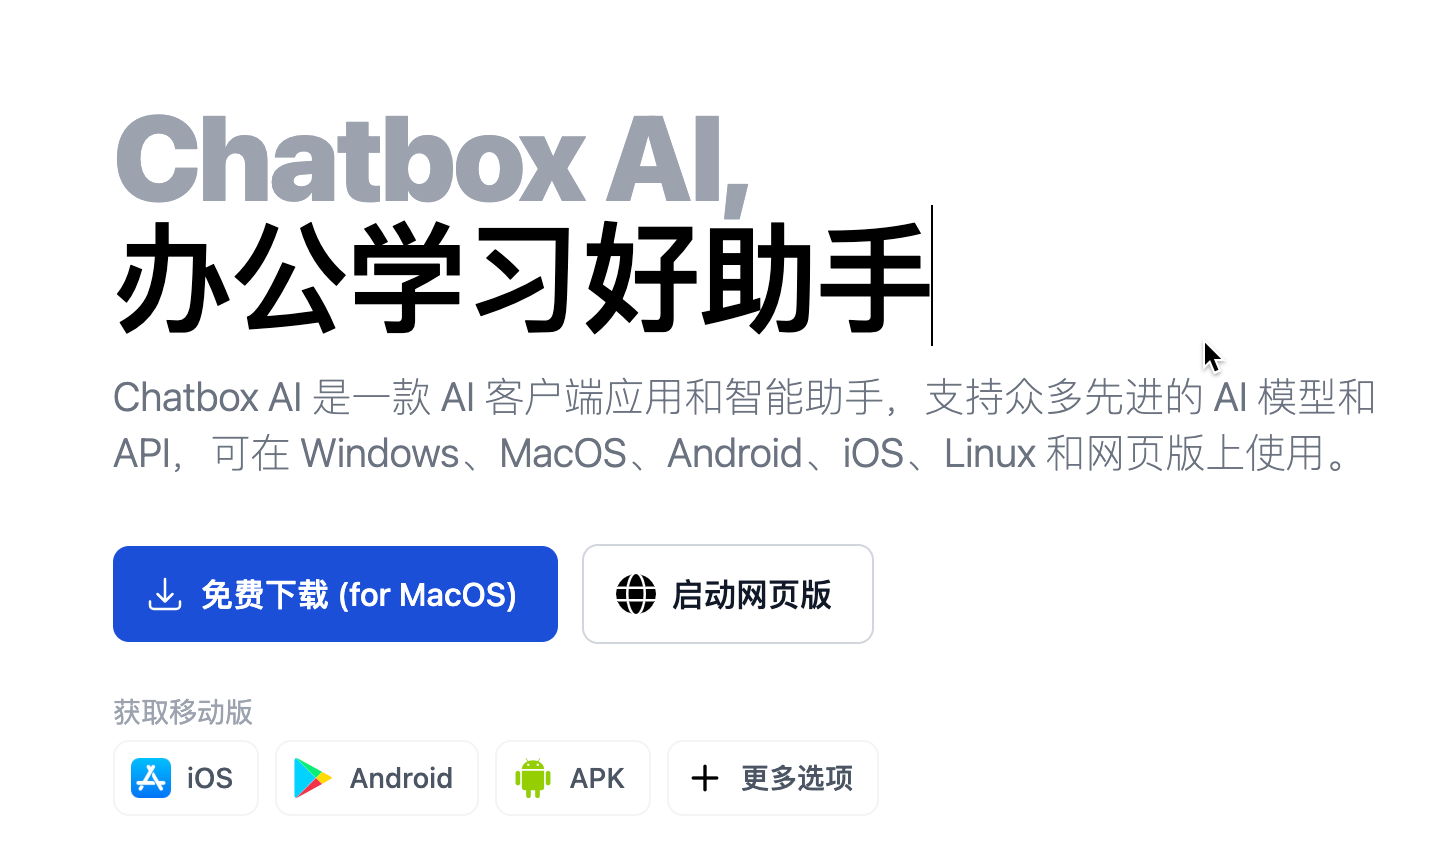 Chatbox AI,
办公学习好助手
Chatbox AI 是一款 AI 客户端应用和智能助手，支持众多先进的 AI 模型和
API，可在 Windows、MacOS、Android、iOS、Linux 和网页版上使用。
免费下载 (for MacOS)
启动网页版
获取移动版
iOS
Android
APK
更多选项